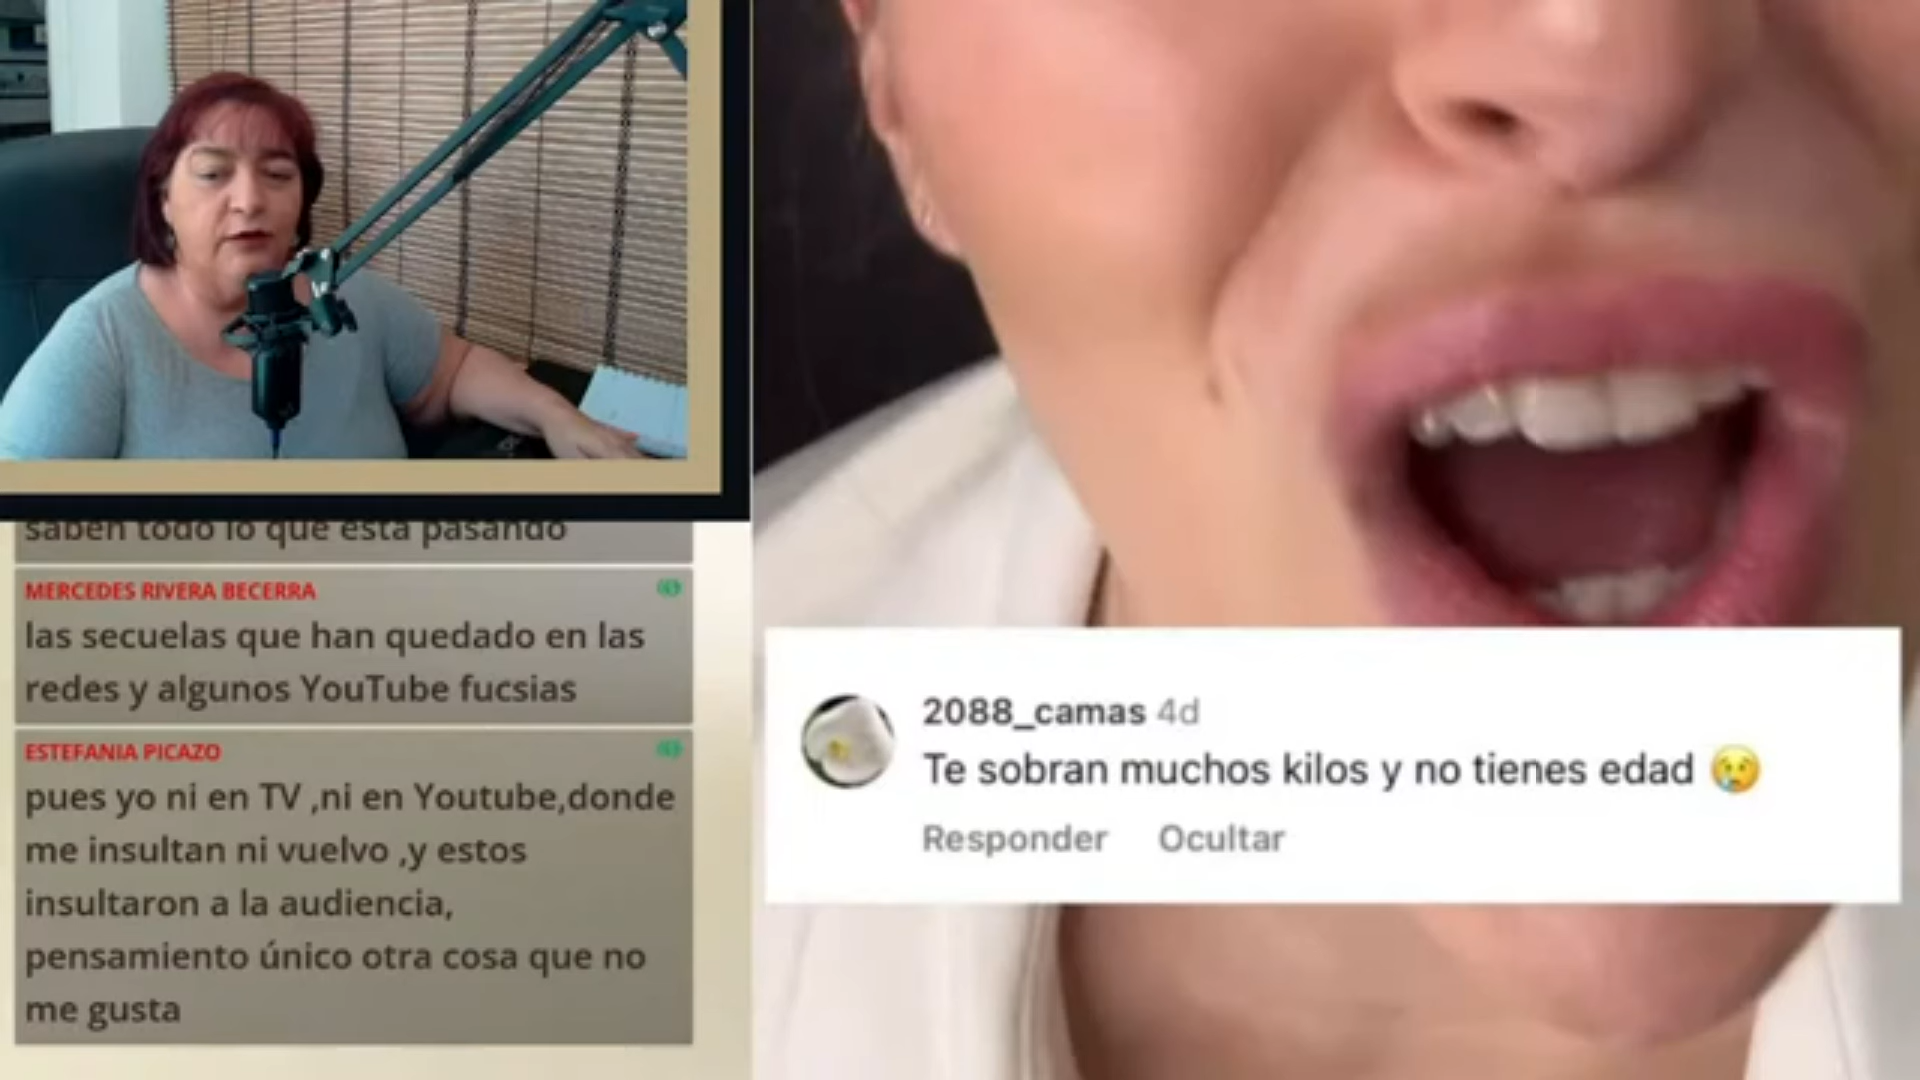 saben todo lo que esta pasando
MERCEDES RIVERA BECERRA
las secuelas que han quedado en las
redes y algunos YouTube fucsias
ESTEFANIA PICAZO
pues yo ni en TV ,ni en Youtube,donde
me insultan ni vuelvo ,y estos
insultaron a la audiencia,
pensamiento único otra cosa que no
me gusta
2088_camas 4d
Te sobran muchos kilos y no tienes edad 😢
Responder Ocultar